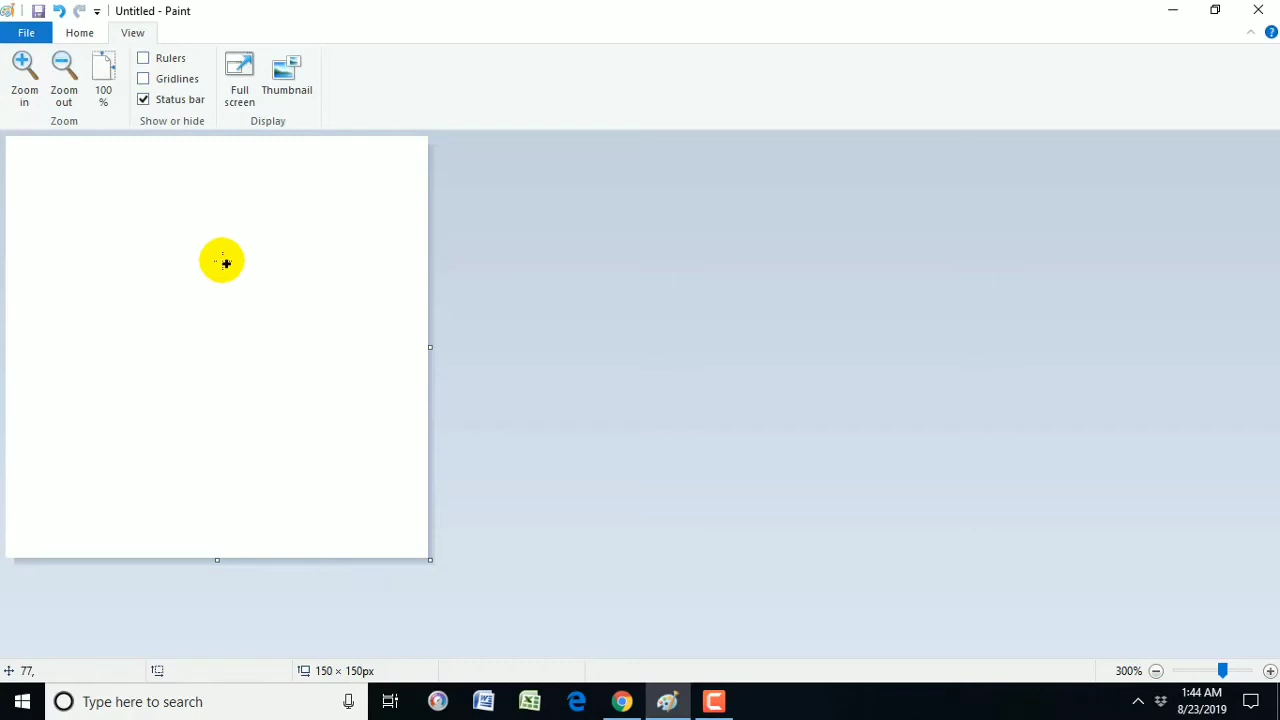 Untitled - Paint
File Home View
Zoom in
Zoom out
100 %
Rulers
Gridlines
Status bar
Full screen
Thumbnail
Zoom
Show or hide
Display
77,
150 × 150px
300%
Type here to search
1:44 AM
8/23/2019